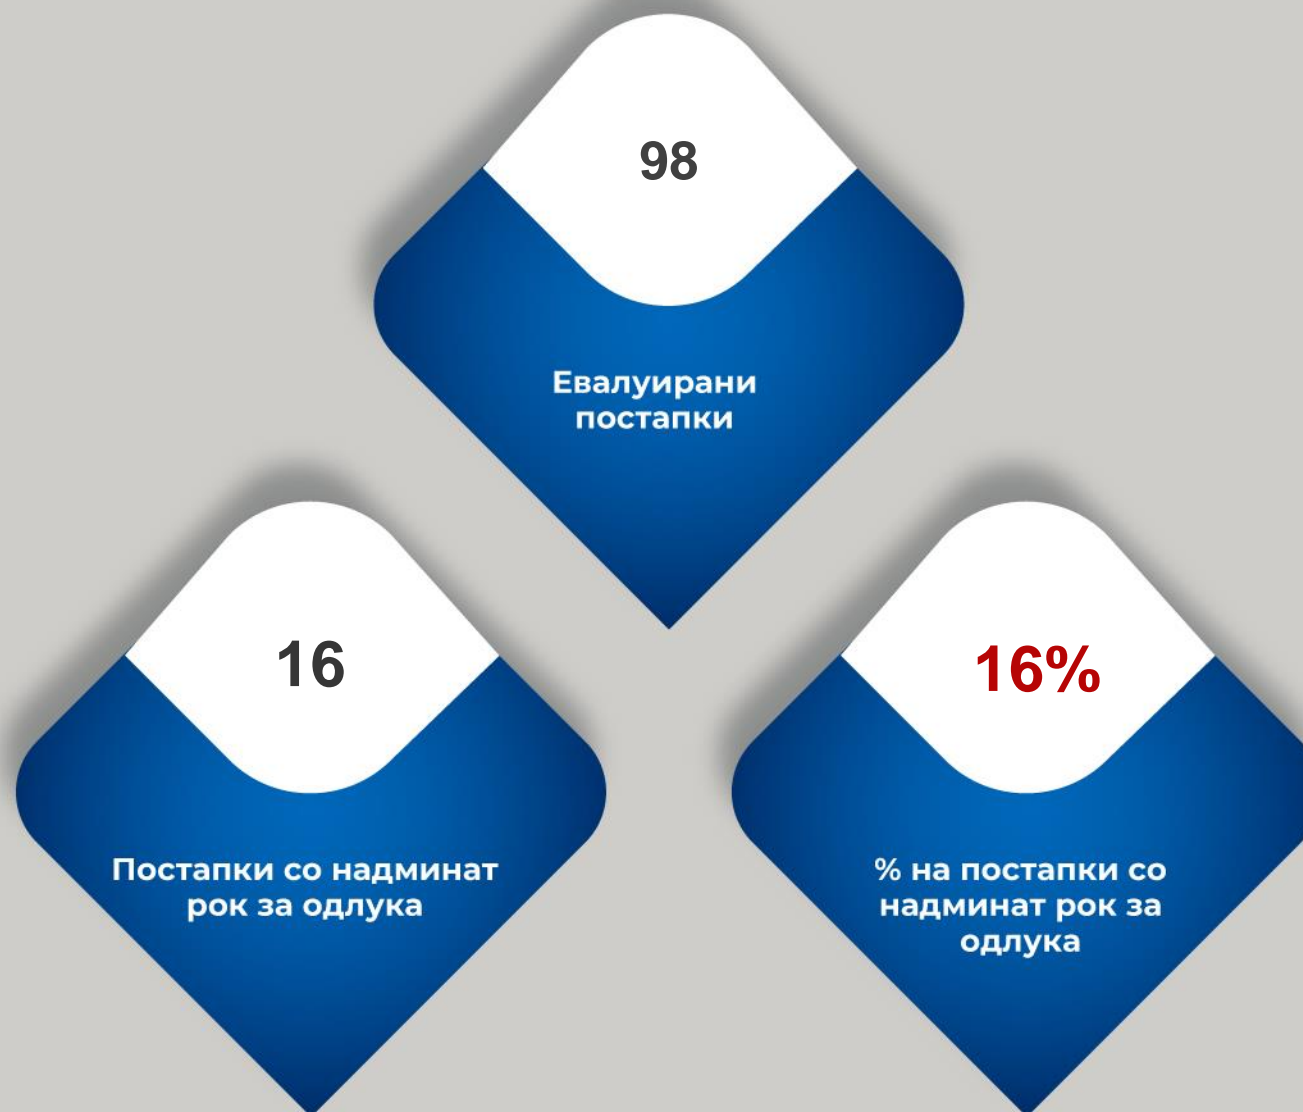 98
Евалуирани
постапки
16
Постапки со надминат
рок за одлука
16%
% на постапки со
надминат рок за
одлука